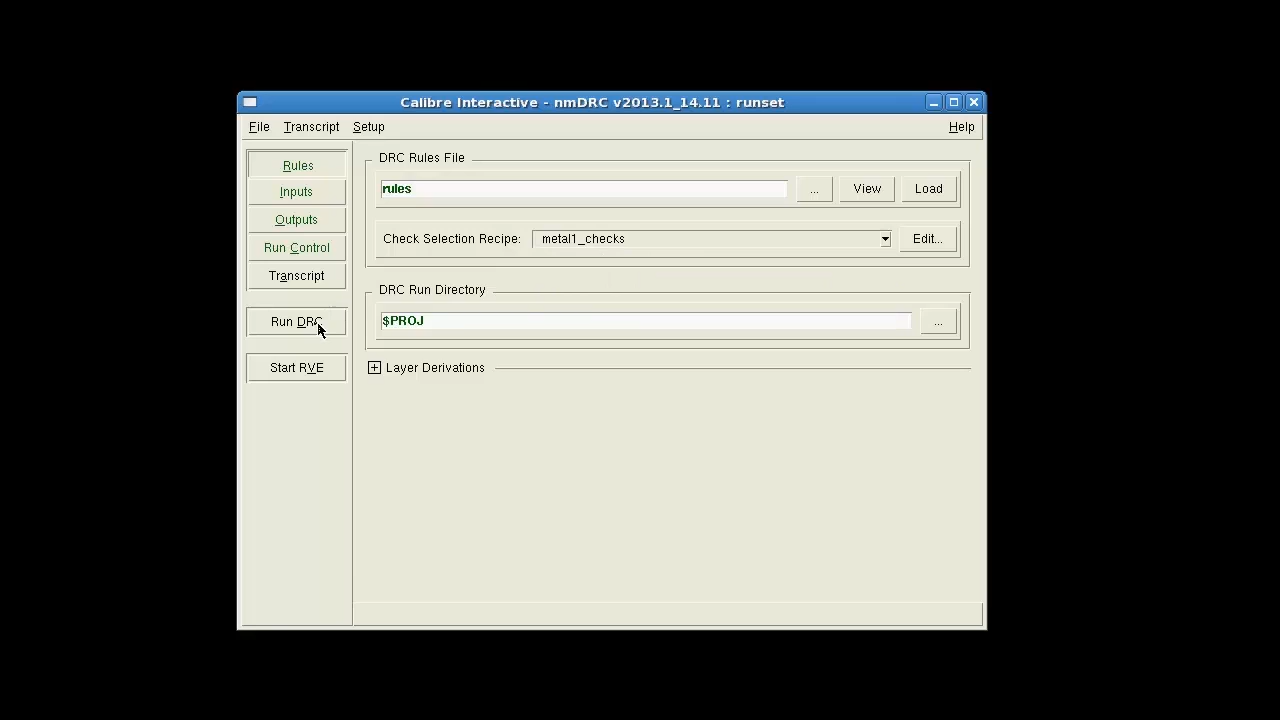 Calibre Interactive - nmDRC v2013.1_14.11 : runset
File Transcript Setup Help
Rules
Inputs
Outputs
Run Control
Transcript
Run DRC
Start RVE
DRC Rules File
rules ... View Load
Check Selection Recipe: metal1_checks Edit...
DRC Run Directory
$PROJ ...
Layer Derivations